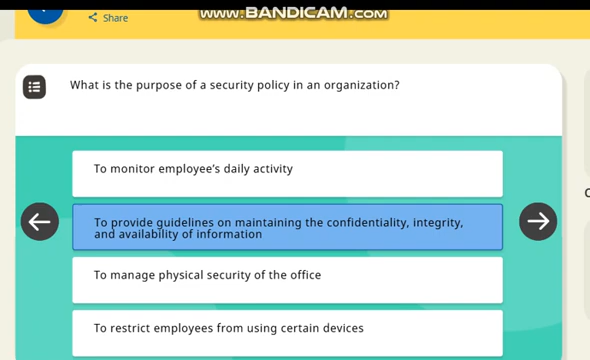 www.BANDICAM.com
Share
What is the purpose of a security policy in an organization?
To monitor employee's daily activity
To provide guidelines on maintaining the confidentiality, integrity,
and availability of information
To manage physical security of the office
To restrict employees from using certain devices